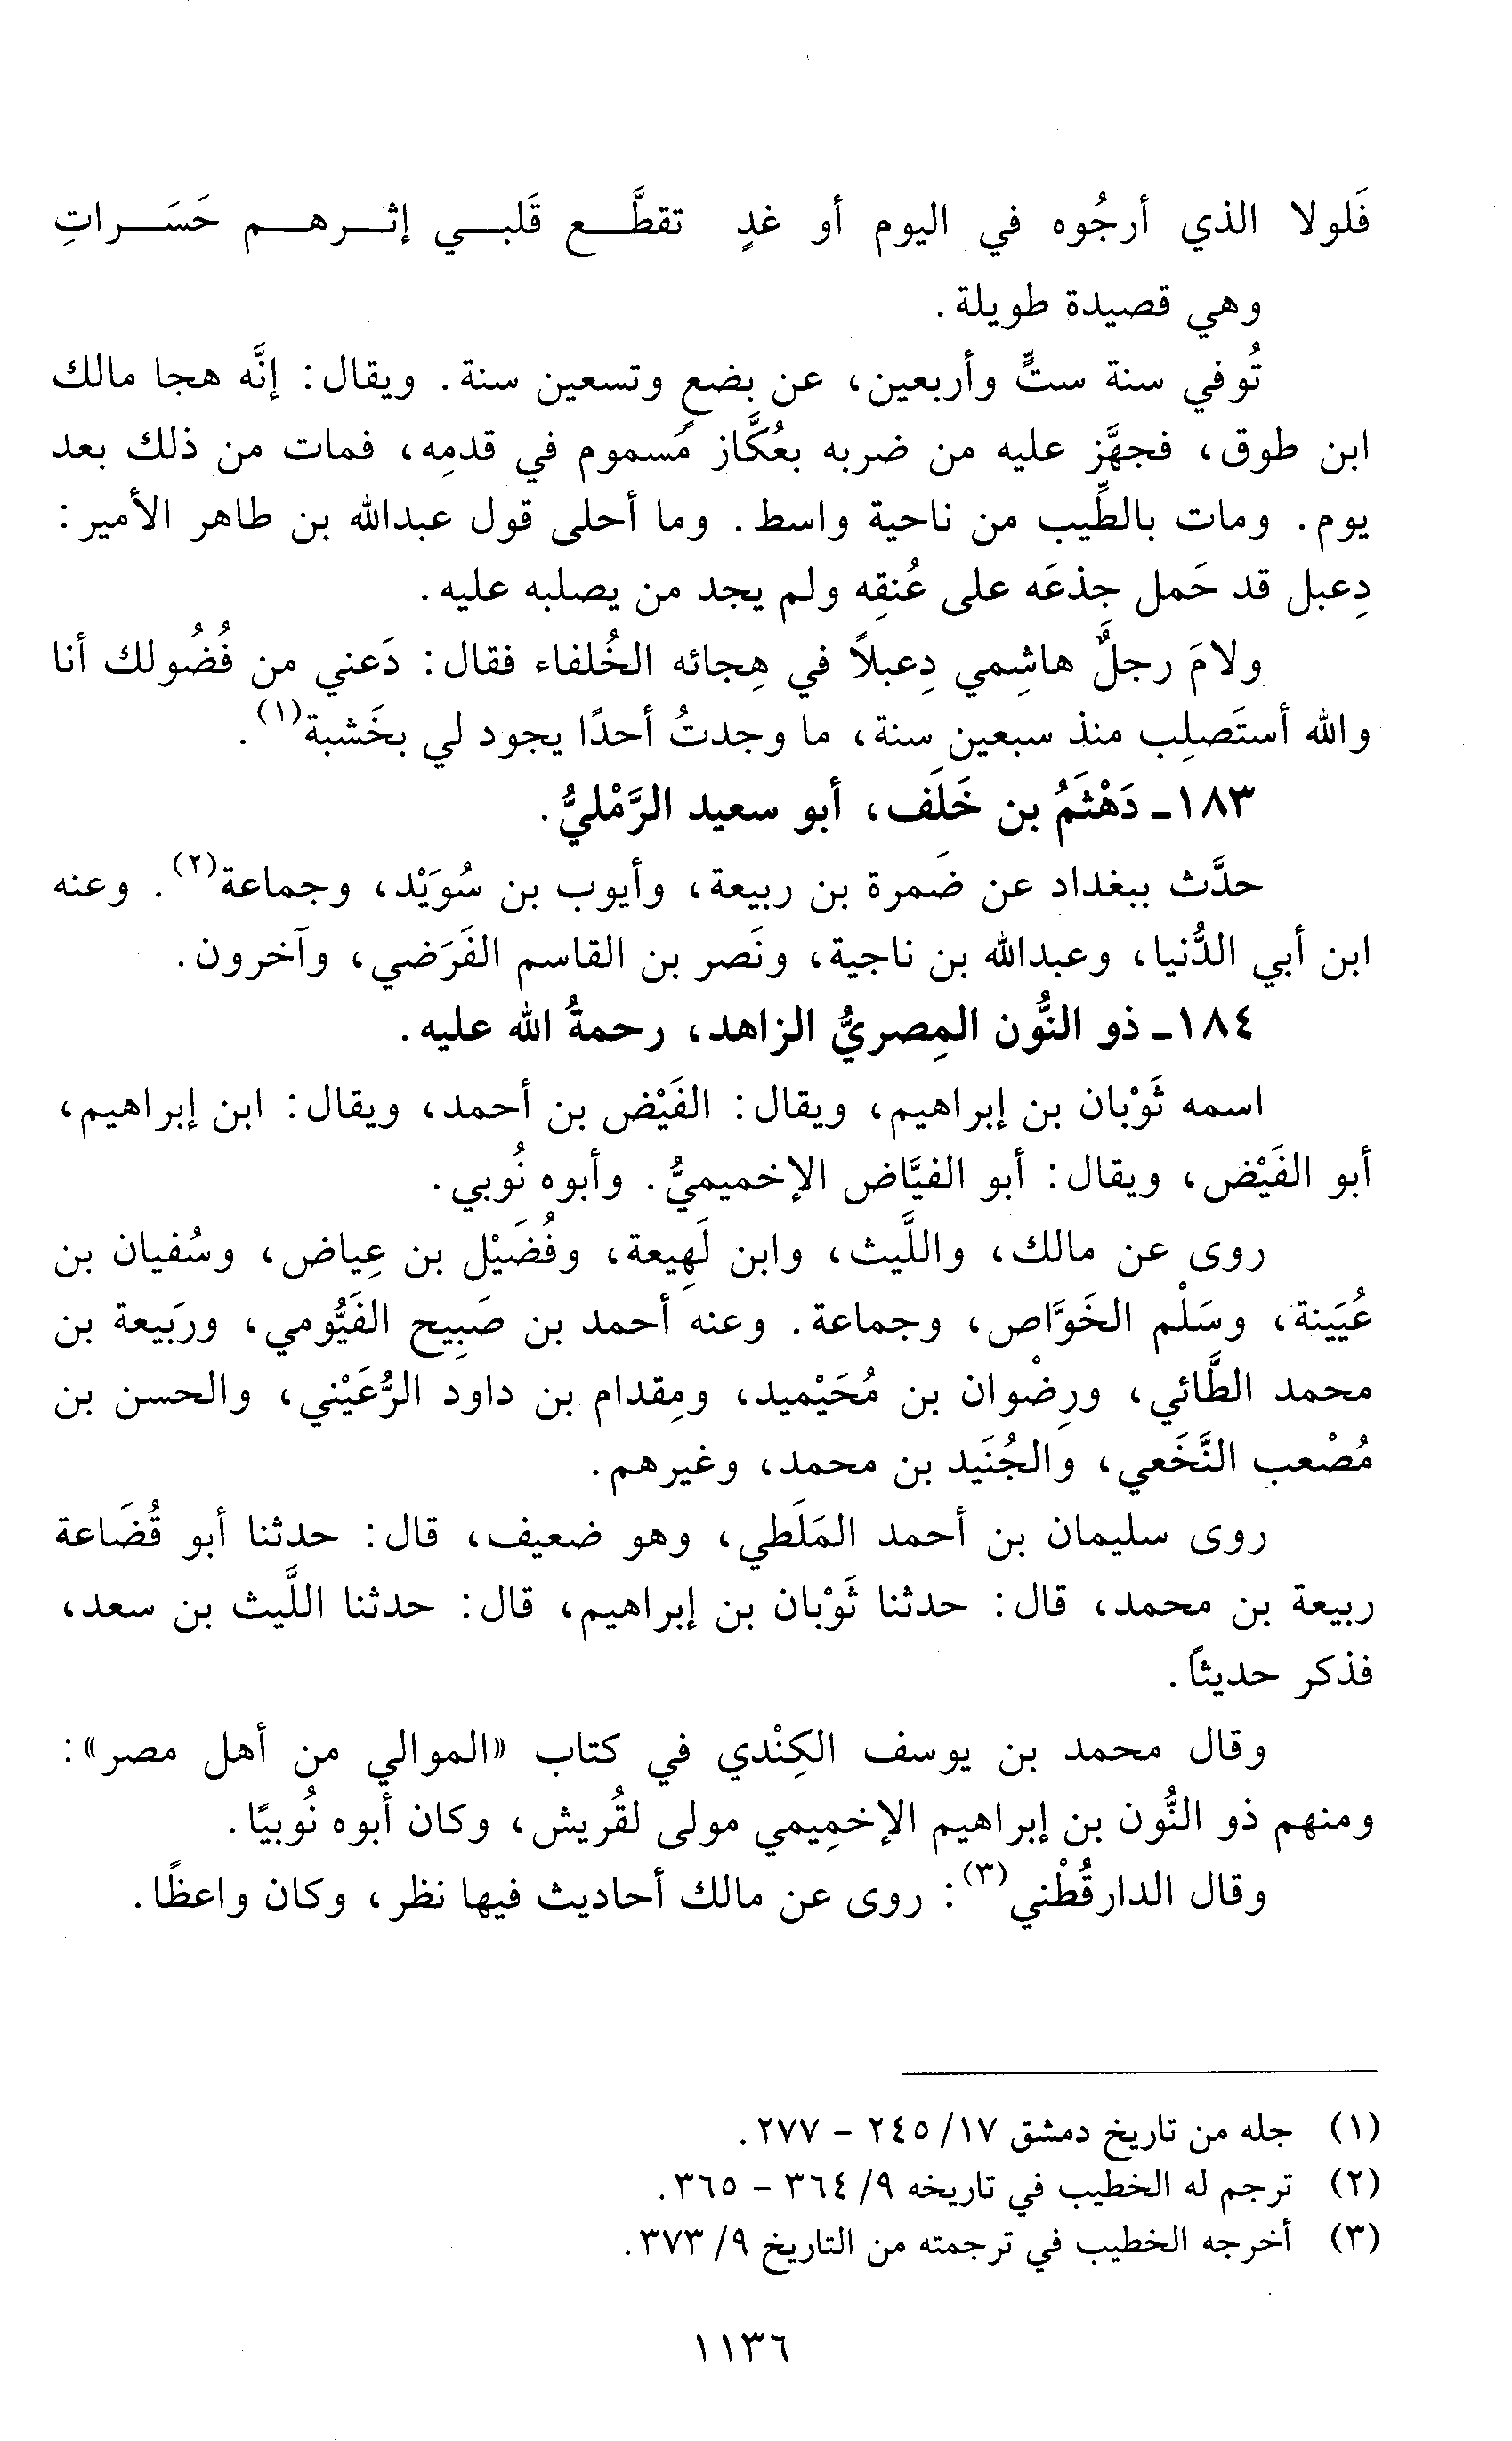 فَلولا الذي أرجُوه في اليوم أو غدٍ تقطَّع قَلبي إثرهم حَسَراتِ
وهي قصيدة طويلة.
تُوفي سنة ستٍّ وأربعين، عن بضعٍ وتسعين سنة. ويقال: إنَّه هجا مالك
ابن طوق، فجهَّز عليه من ضربه بعُكَّاز مَسموم في قدمِه، فمات من ذلك بعد
يوم. ومات بالطِّيب من ناحية واسط. وما أحلى قول عبدالله بن طاهر الأمير:
دِعبل قد حَمل جِذعَه على عُنقِه ولم يجد من يصلبه عليه.
ولامَ رجلٌ هاشِمي دِعبلاً في هِجائه الخُلفاء فقال: دَعني من فُضُولك أنا
والله أستَصلِب منذ سبعين سنة، ما وجدتُ أحدًا يجود لي بخَشبة(١).
١٨٣ـ دَهْثَمُ بن خَلَف، أبو سعيد الرَّمْليُّ.
حدَّث ببغداد عن ضَمرة بن ربيعة، وأيوب بن سُوَيْد، وجماعة(٢). وعنه
ابن أبي الدُّنيا، وعبدالله بن ناجية، ونَصر بن القاسم الفَرَضي، وآخرون.
١٨٤ـ ذو النُّون المِصريُّ الزاهد، رحمةُ الله عليه.
اسمه ثَوْبان بن إبراهيم، ويقال: الفَيْض بن أحمد، ويقال: ابن إبراهيم،
أبو الفَيْض، ويقال: أبو الفيَّاض الإخميميُّ. وأبوه نُوبي.
روى عن مالك، واللَّيث، وابن لَهِيعة، وفُضَيْل بن عِياض، وسُفيان بن
عُيَينة، وسَلْم الخَوَّاص، وجماعة. وعنه أحمد بن صَبِيح الفَيُّومي، وربَيعة بن
محمد الطَّائي، ورِضْوان بن مُحَيْميد، ومِقدام بن داود الرُّعَيْني، والحسن بن
مُصْعب النَّخَعي، والجُنَيد بن محمد، وغيرهم.
روى سليمان بن أحمد المَلَطي، وهو ضعيف، قال: حدثنا أبو قُضَاعة
ربيعة بن محمد، قال: حدثنا ثَوْبان بن إبراهيم، قال: حدثنا اللَّيث بن سعد،
فذكر حديثاً.
وقال محمد بن يوسف الكِنْدي في كتاب «الموالي من أهل مصر»:
ومنهم ذو النُّون بن إبراهيم الإخمِيمي مولى لقُريش، وكان أبوه نُوبيًا.
وقال الدارقُطْني(٣): روى عن مالك أحاديث فيها نظر، وكان واعظًا.
(١) جله من تاريخ دمشق ١٧/ ٢٤٥ - ٢٧٧.
(٢) ترجم له الخطيب في تاريخه ٩/ ٣٦٤ - ٣٦٥.
(٣) أخرجه الخطيب في ترجمته من التاريخ ٩/ ٣٧٣.
١١٣٦